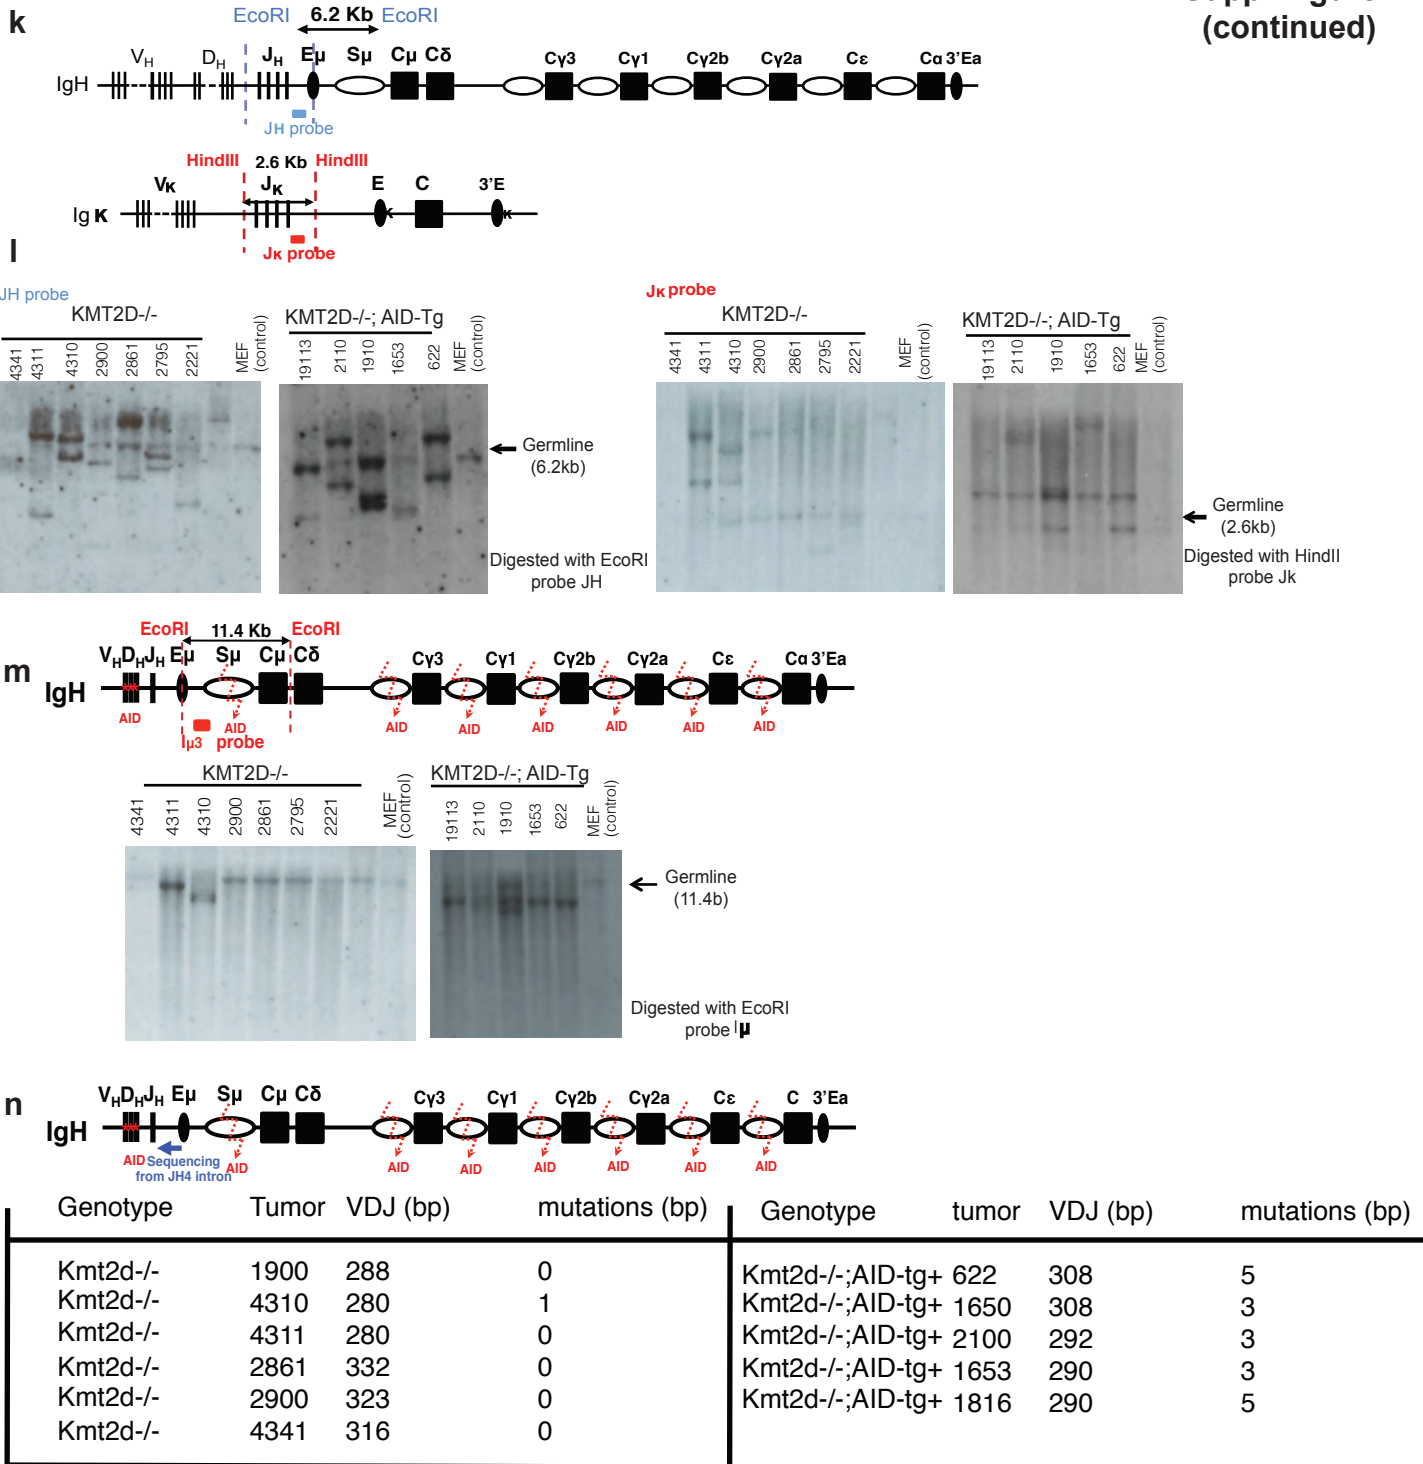 (continued)
k
EcoRI 6.2 Kb EcoRI
VH DH JH Eμ Sμ Cμ Cδ Cγ3 Cγ1 Cγ2b Cγ2a Cε Cα 3'Ea
IgH
JH probe
HindIII 2.6 Kb HindIII
Vκ Jκ E C 3'E
Ig κ κ κ
Jκ probe
l
JH probe
KMT2D-/-
4341 4311 4310 2900 2861 2795 2221 MEF (control)
KMT2D-/-; AID-Tg
19113 2110 1910 1653 622 MEF (control)
Germline
(6.2kb)
Digested with EcoRI
probe JH
Jκ probe
KMT2D-/-
4341 4311 4310 2900 2861 2795 2221 MEF (control)
KMT2D-/-; AID-Tg
19113 2110 1910 1653 622 MEF (control)
Germline
(2.6kb)
Digested with HindII
probe Jk
m
EcoRI 11.4 Kb EcoRI
VHDHJH Eμ Sμ Cμ Cδ Cγ3 Cγ1 Cγ2b Cγ2a Cε Cα 3'Ea
IgH
AID AID AID AID AID AID AID AID
Iμ3 probe
KMT2D-/-
4341 4311 4310 2900 2861 2795 2221 MEF (control)
KMT2D-/-; AID-Tg
19113 2110 1910 1653 622 MEF (control)
Germline
(11.4b)
Digested with EcoRI
probe Iμ
n
VHDHJH Eμ Sμ Cμ Cδ Cγ3 Cγ1 Cγ2b Cγ2a Cε C 3'Ea
IgH
AID Sequencing AID AID AID AID AID AID AID
from JH4 intron
Genotype Tumor VDJ (bp) mutations (bp)
Kmt2d-/- 1900 288 0
Kmt2d-/- 4310 280 1
Kmt2d-/- 4311 280 0
Kmt2d-/- 2861 332 0
Kmt2d-/- 2900 323 0
Kmt2d-/- 4341 316 0
Genotype tumor VDJ (bp) mutations (bp)
Kmt2d-/-;AID-tg+ 622 308 5
Kmt2d-/-;AID-tg+ 1650 308 3
Kmt2d-/-;AID-tg+ 2100 292 3
Kmt2d-/-;AID-tg+ 1653 290 3
Kmt2d-/-;AID-tg+ 1816 290 5